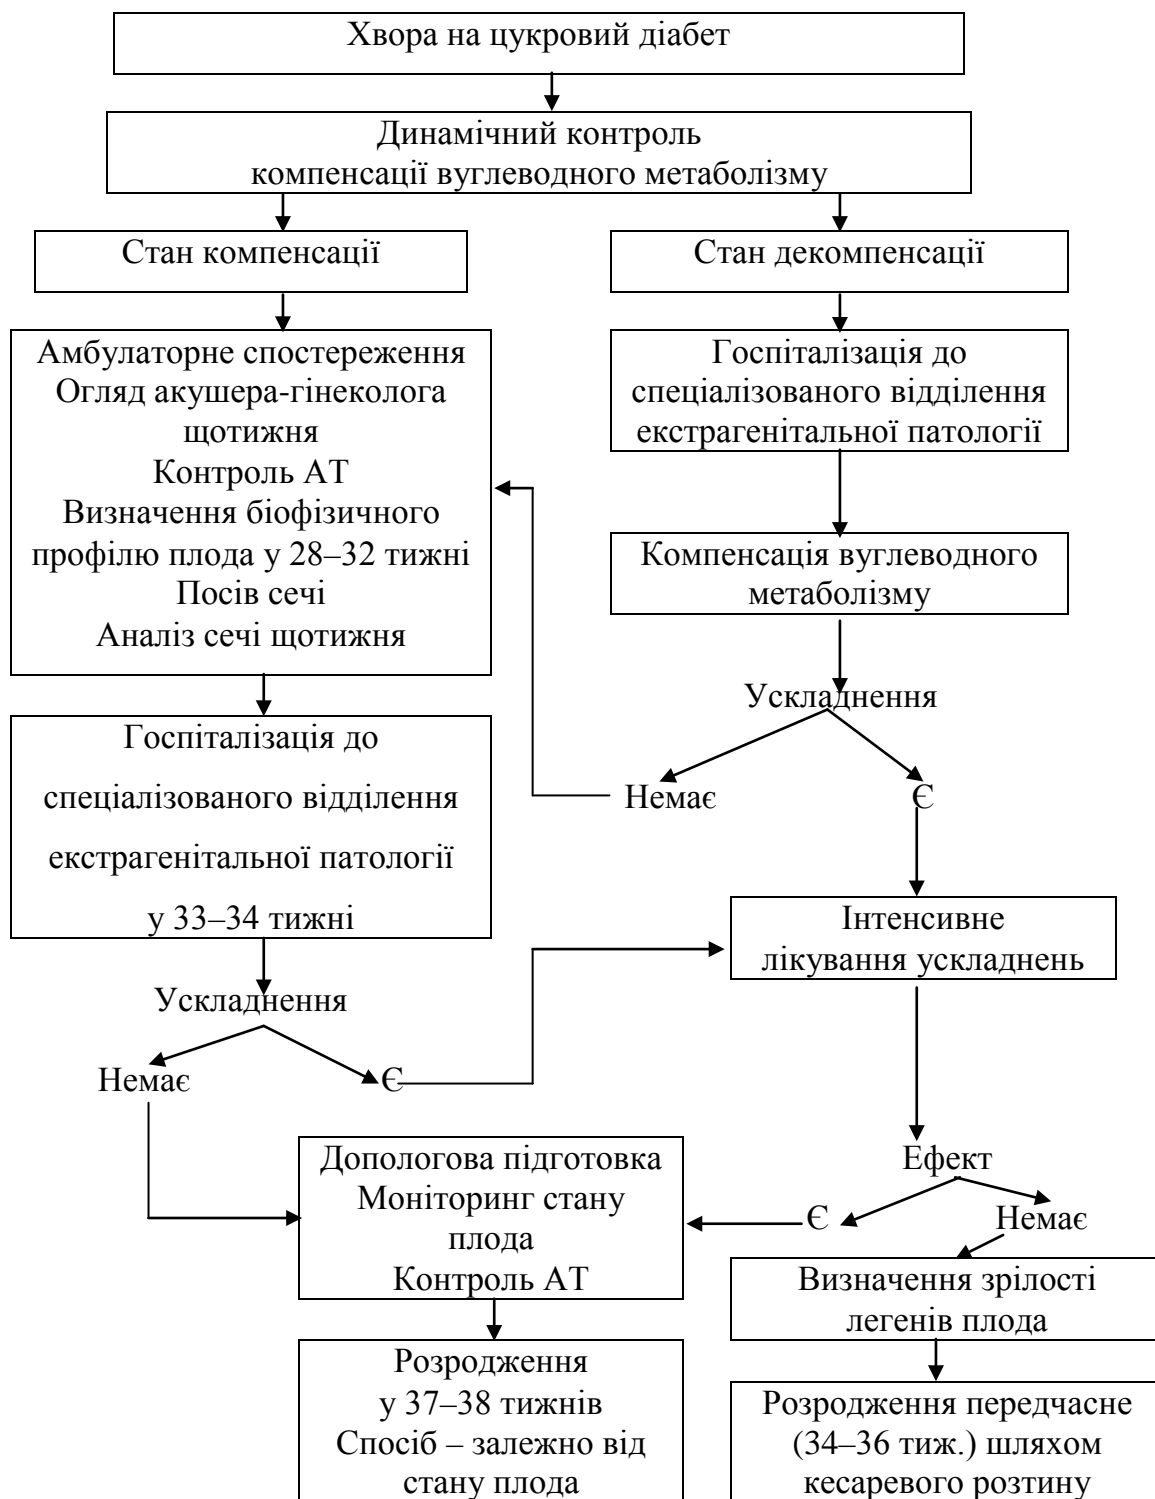 Хвора на цукровий діабет
Динамічний контроль
компенсації вуглеводного метаболізму
Стан компенсації
Стан декомпенсації
Амбулаторне спостереження
Огляд акушера-гінеколога
щотижня
Контроль АТ
Визначення біофізичного
профілю плода у 28–32 тижні
Посів сечі
Аналіз сечі щотижня
Госпіталізація до
спеціалізованого відділення
екстрагенітальної патології
Компенсація вуглеводного
метаболізму
Ускладнення
Немає
Є
Госпіталізація до
спеціалізованого відділення
екстрагенітальної патології
у 33–34 тижні
Інтенсивне
лікування ускладнень
Ускладнення
Немає
Є
Ефект
Є
Немає
Допологова підготовка
Моніторинг стану
плода
Контроль АТ
Визначення зрілості
легенів плода
Розродження
у 37–38 тижнів
Спосіб – залежно від
стану плода
Розродження передчасне
(34–36 тиж.) шляхом
кесаревого розтину